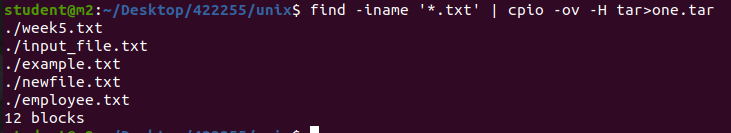 student@m2:~/Desktop/422255/unix$ find -iname '*.txt' | cpio -ov -H tar>one.tar
./week5.txt
./input_file.txt
./example.txt
./newfile.txt
./employee.txt
12 blocks